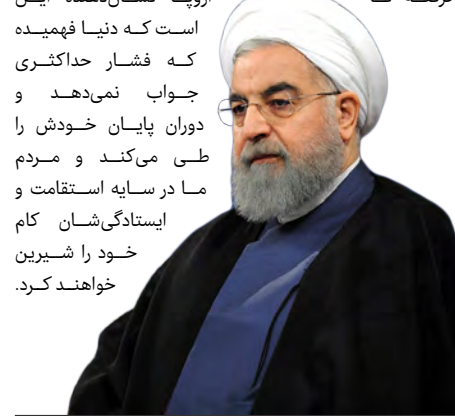 است که دنیا فهمیده
که فشار حداکثری
جواب نمی‌دهد و
دوران پایان خودش را
طی می‌کند و مردم
ما در سایه استقامت و
ایستادگی‌شان کام
خود را شیرین
خواهند کرد.